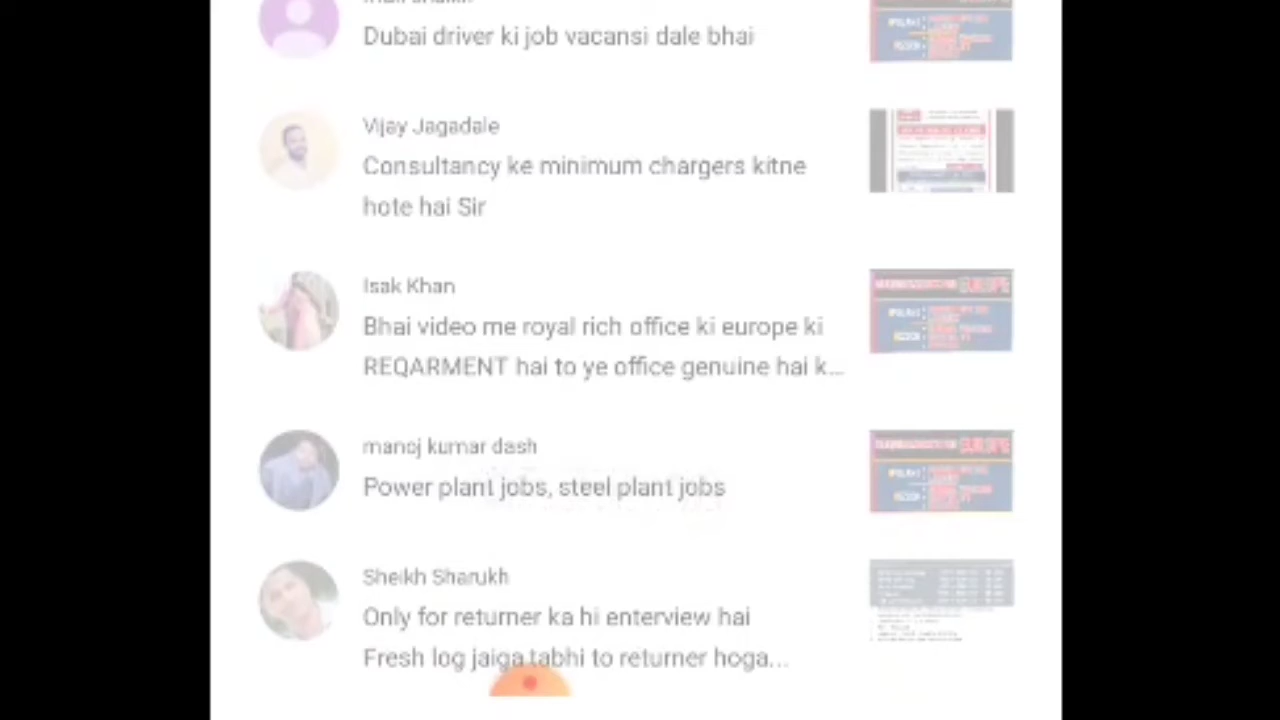 Dubai driver ki job vacansi dale bhai
Vijay Jagadale
Consultancy ke minimum chargers kitne
hote hai Sir
Isak Khan
Bhai video me royal rich office ki europe ki
REQARMENT hai to ye office genuine hai k...
EUROPE
manoj kumar dash
Power plant jobs, steel plant jobs
EUROPE
Sheikh Sharukh
Only for returner ka hi enterview hai
Fresh log jaiga tabhi to returner hoga...